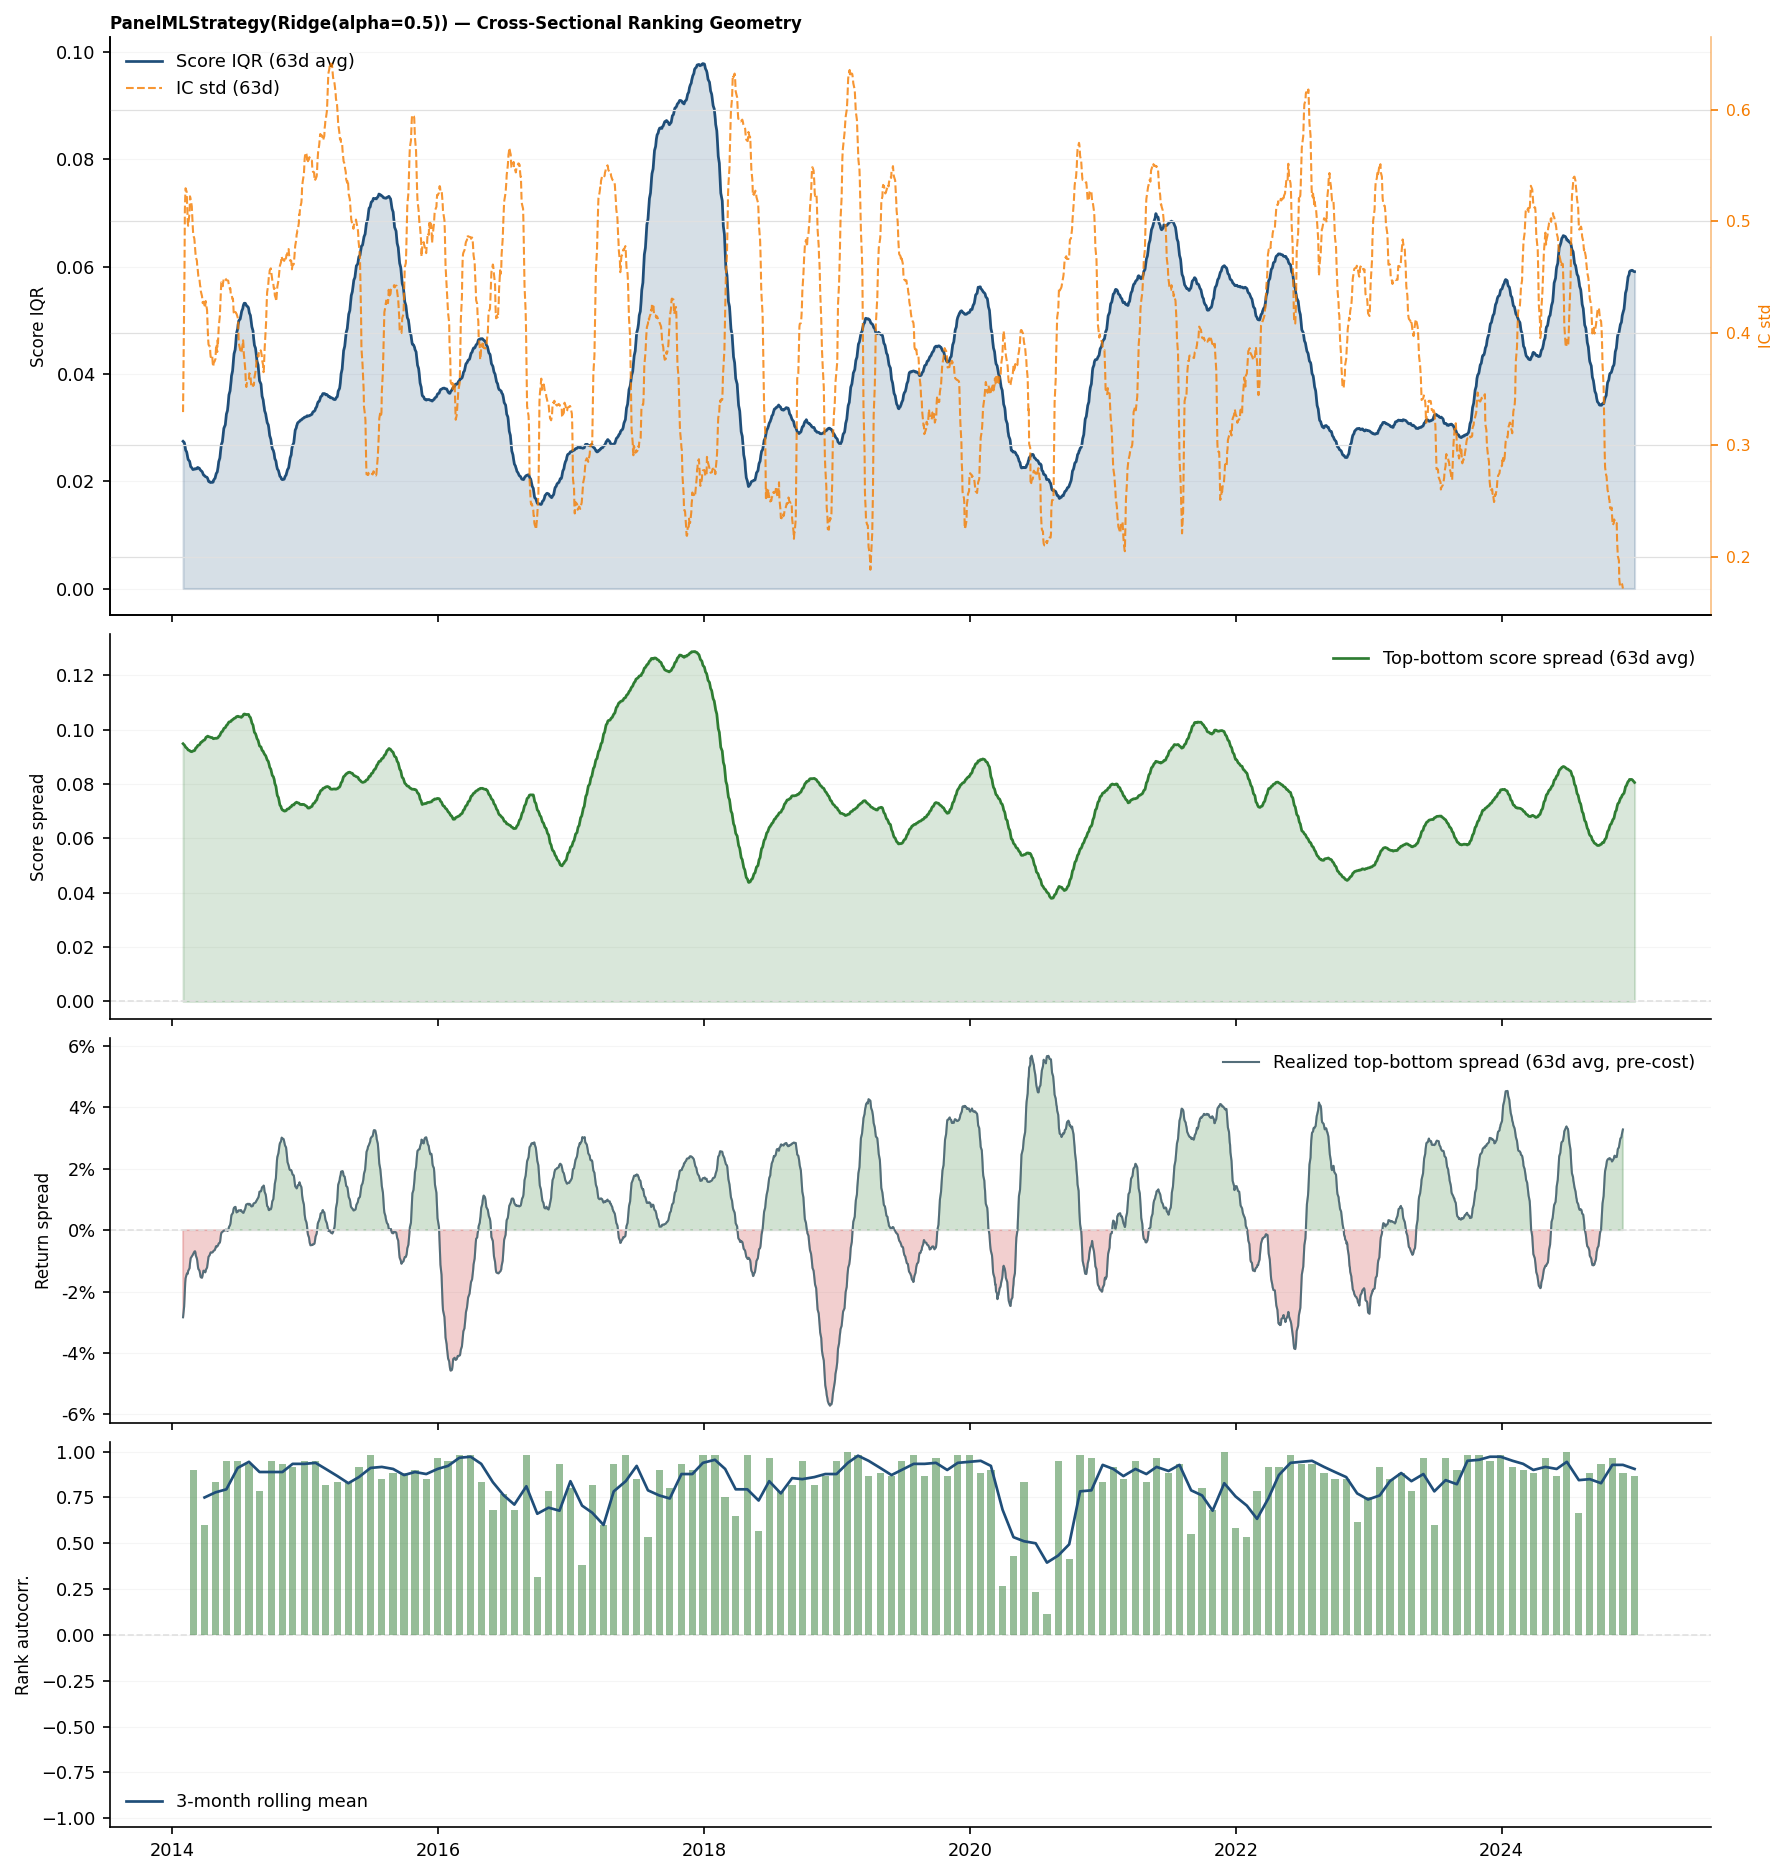 PanelMLStrategy(Ridge(alpha=0.5)) — Cross-Sectional Ranking Geometry
Score IQR (63d avg)
IC std (63d)
0.10
0.08
0.06
0.04
0.02
0.00
Score IQR
0.6
0.5
0.4
0.3
0.2
IC std
Top-bottom score spread (63d avg)
0.12
0.10
0.08
0.06
0.04
0.02
0.00
Score spread
Realized top-bottom spread (63d avg, pre-cost)
6%
4%
2%
0%
-2%
-4%
-6%
Return spread
1.00
0.75
0.50
0.25
0.00
−0.25
−0.50
−0.75
−1.00
Rank autocorr.
3-month rolling mean
2014 2016 2018 2020 2022 2024